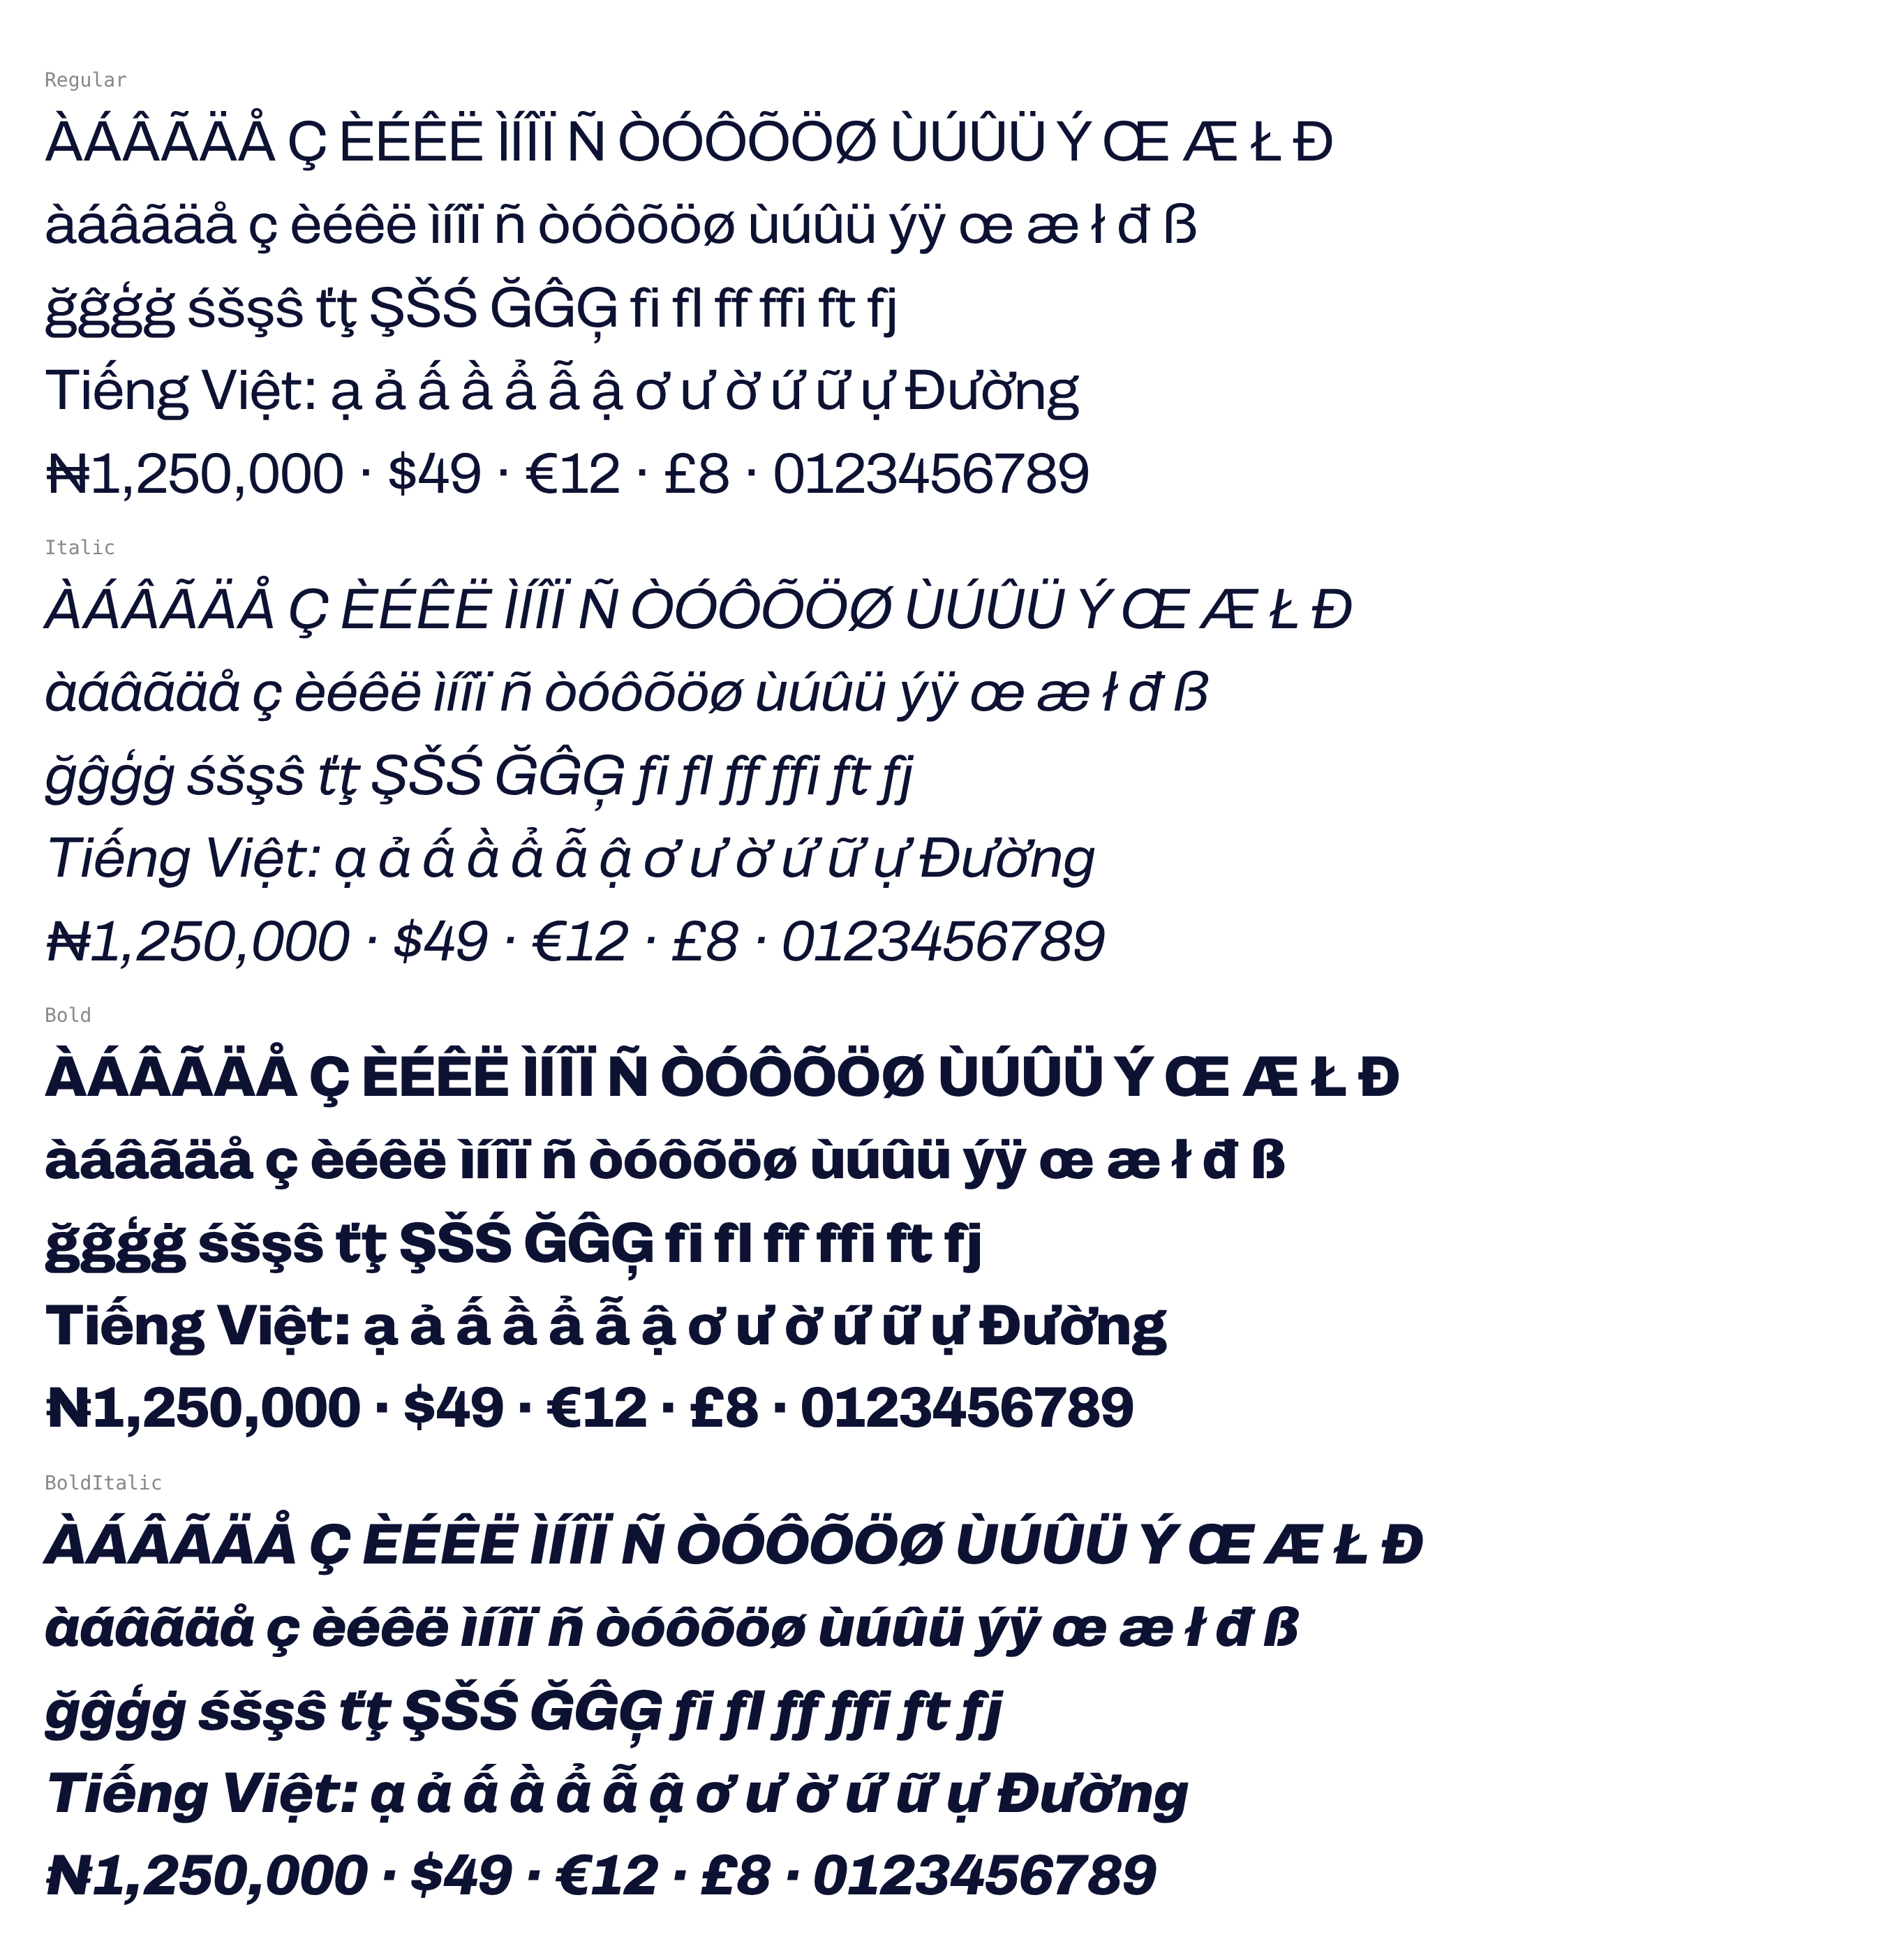 Regular
ÀÁÂÃÄÅ Ç ÈÉÊË ÌÍÎÏ Ñ ÒÓÔÕÖØ ÙÚÛÜ Ý Œ Æ Ł Đ
àáâãäå ç èéêë ìíîï ñ òóôõöø ùúûü ýÿ œ æ ł đ ß
ğĝģġ śšşŝ ťţ ŞŠŚ ĞĜĢ fi fl ff ffi ft fj
Tiếng Việt: ạ ả ấ ầ ẩ ẫ ậ ơ ư ờ ứ ữ ự Đường
₦1,250,000 · $49 · €12 · £8 · 0123456789
Italic
ÀÁÂÃÄÅ Ç ÈÉÊË ÌÍÎÏ Ñ ÒÓÔÕÖØ ÙÚÛÜ Ý Œ Æ Ł Đ
àáâãäå ç èéêë ìíîï ñ òóôõöø ùúûü ýÿ œ æ ł đ ß
ğĝģġ śšşŝ ťţ ŞŠŚ ĞĜĢ fi fl ff ffi ft fj
Tiếng Việt: ạ ả ấ ầ ẩ ẫ ậ ơ ư ờ ứ ữ ự Đường
₦1,250,000 · $49 · €12 · £8 · 0123456789
Bold
ÀÁÂÃÄÅ Ç ÈÉÊË ÌÍÎÏ Ñ ÒÓÔÕÖØ ÙÚÛÜ Ý Œ Æ Ł Đ
àáâãäå ç èéêë ìíîï ñ òóôõöø ùúûü ýÿ œ æ ł đ ß
ğĝģġ śšşŝ ťţ ŞŠŚ ĞĜĢ fi fl ff ffi ft fj
Tiếng Việt: ạ ả ấ ầ ẩ ẫ ậ ơ ư ờ ứ ữ ự Đường
₦1,250,000 · $49 · €12 · £8 · 0123456789
BoldItalic
ÀÁÂÃÄÅ Ç ÈÉÊË ÌÍÎÏ Ñ ÒÓÔÕÖØ ÙÚÛÜ Ý Œ Æ Ł Đ
àáâãäå ç èéêë ìíîï ñ òóôõöø ùúûü ýÿ œ æ ł đ ß
ğĝģġ śšşŝ ťţ ŞŠŚ ĞĜĢ fi fl ff ffi ft fj
Tiếng Việt: ạ ả ấ ầ ẩ ẫ ậ ơ ư ờ ứ ữ ự Đường
₦1,250,000 · $49 · €12 · £8 · 0123456789